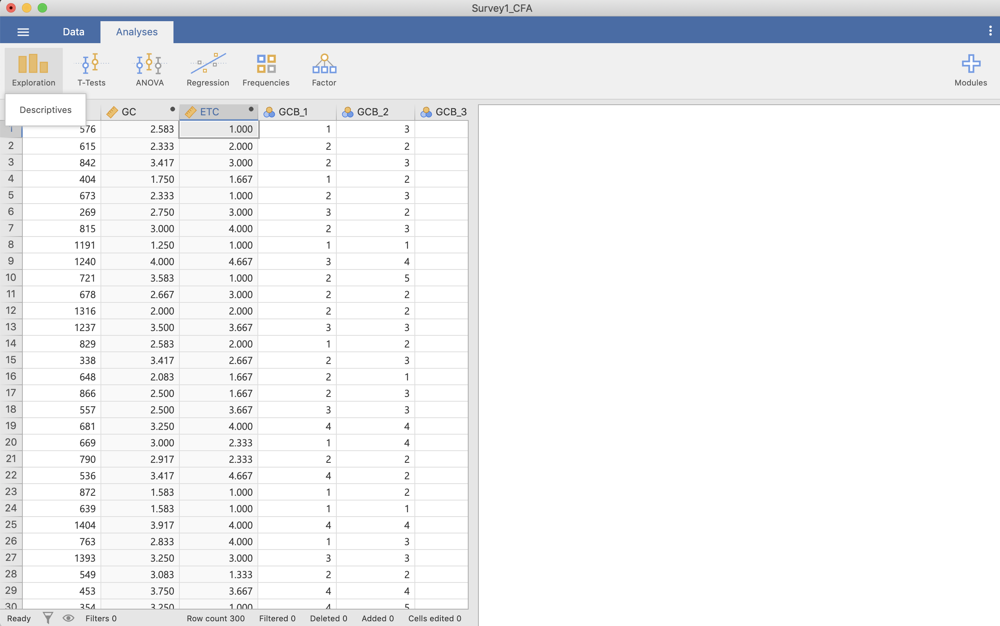 Survey1_CFA
Data Analyses
Exploration T-Tests ANOVA Regression Frequencies Factor Modules
Descriptives
GC ETC GCB_1 GCB_2 GCB_3
1 576 2.583 1.000 1 3
2 615 2.333 2.000 2 2
3 842 3.417 3.000 2 3
4 404 1.750 1.667 1 2
5 673 2.333 1.000 2 3
6 269 2.750 3.000 3 2
7 815 3.000 4.000 2 3
8 1191 1.250 1.000 1 1
9 1240 4.000 4.667 3 4
10 721 3.583 1.000 2 5
11 678 2.667 3.000 2 2
12 1316 2.000 2.000 2 2
13 1237 3.500 3.667 3 3
14 829 2.583 2.000 1 2
15 338 3.417 2.667 2 3
16 648 2.083 1.667 2 1
17 866 2.500 1.667 2 3
18 557 2.500 3.667 3 3
19 681 3.250 4.000 4 4
20 669 3.000 2.333 1 4
21 790 2.917 2.333 2 2
22 536 3.417 4.667 4 2
23 872 1.583 1.000 1 2
24 639 1.583 1.000 1 1
25 1404 3.917 4.000 4 4
26 763 2.833 4.000 1 3
27 1393 3.250 3.000 3 3
28 549 3.083 1.333 2 2
29 453 3.750 3.667 4 4
30 354 3.250 1.000 4 5
Ready Filters 0 Row count 300 Filtered 0 Deleted 0 Added 0 Cells edited 0